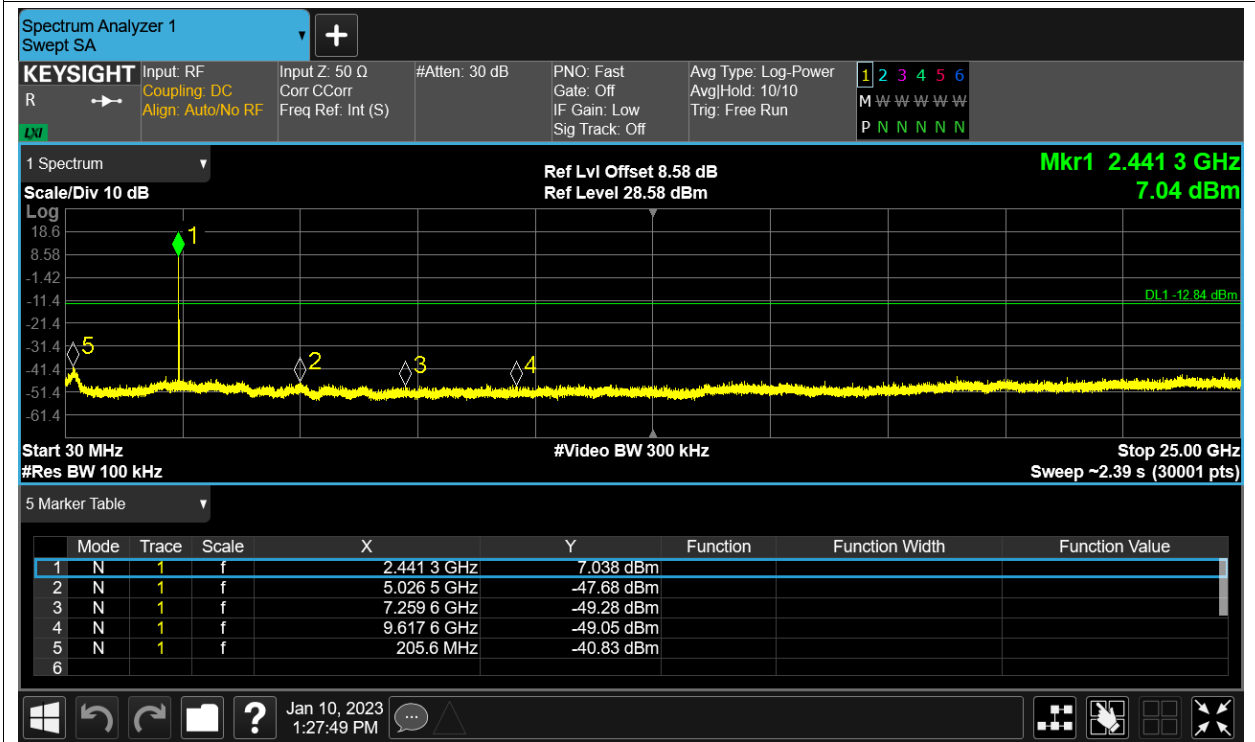 Spectrum Analyzer 1
Swept SA
KEYSIGHT
R
LXI
Input: RF
Coupling: DC
Align: Auto/No RF
Input Z: 50 Ω
Corr CCorr
Freq Ref: Int (S)
#Atten: 30 dB
PNO: Fast
Gate: Off
IF Gain: Low
Sig Track: Off
Avg Type: Log-Power
Avg|Hold: 10/10
Trig: Free Run
1 2 3 4 5 6
M W W W W W
P N N N N N
1 Spectrum
Scale/Div 10 dB
Ref Lvl Offset 8.58 dB
Ref Level 28.58 dBm
Mkr1 2.441 3 GHz
7.04 dBm
Log
18.6
8.58
-1.42
-11.4
-21.4
-31.4
-41.4
-51.4
-61.4
1
DL1 -12.84 dBm
5
2
3
4
Start 30 MHz
#Res BW 100 kHz
#Video BW 300 kHz
Stop 25.00 GHz
Sweep ~2.39 s (30001 pts)
5 Marker Table
Mode Trace Scale X Y Function Function Width Function Value
1 N 1 f 2.441 3 GHz 7.038 dBm
2 N 1 f 5.026 5 GHz -47.68 dBm
3 N 1 f 7.259 6 GHz -49.28 dBm
4 N 1 f 9.617 6 GHz -49.05 dBm
5 N 1 f 205.6 MHz -40.83 dBm
6
?
Jan 10, 2023
1:27:49 PM